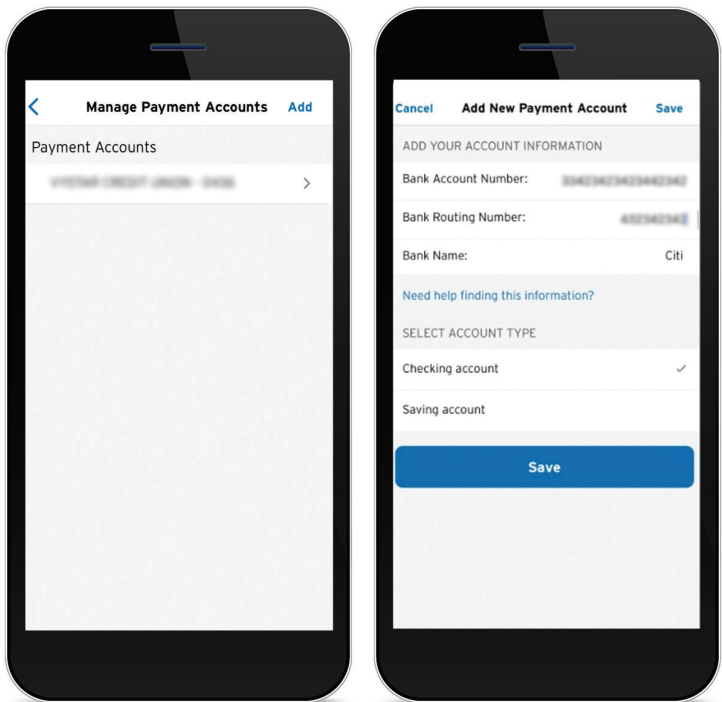 Manage Payment Accounts Add
Payment Accounts
Cancel Add New Payment Account Save
ADD YOUR ACCOUNT INFORMATION
Bank Account Number:
Bank Routing Number:
Bank Name: Citi
Need help finding this information?
SELECT ACCOUNT TYPE
Checking account
Saving account
Save